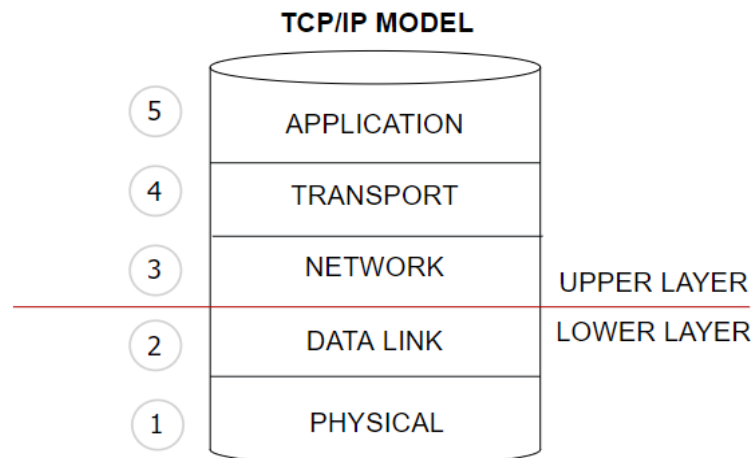 TCP/IP MODEL
5
APPLICATION
4
TRANSPORT
3
NETWORK
UPPER LAYER
LOWER LAYER
2
DATA LINK
1
PHYSICAL